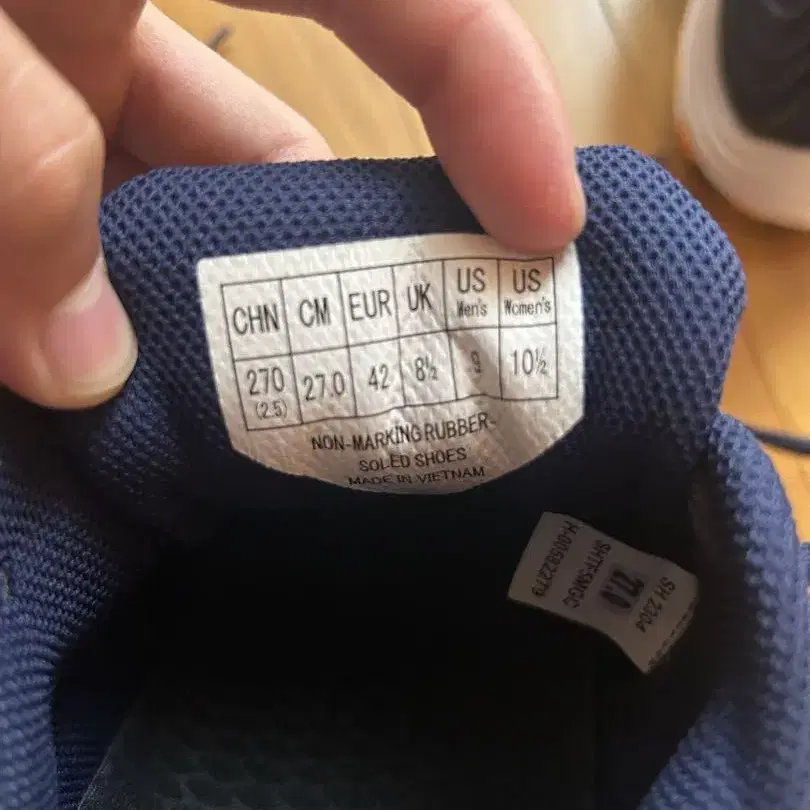 CHN CM EUR UK US Men's US Women's
270 (2.5) 27.0 42 8½ 9 10½
NON-MARKING RUBBER-
SOLED SHOES
MADE IN VIETNAM
SH 2304
27.0
SHTFSNGC